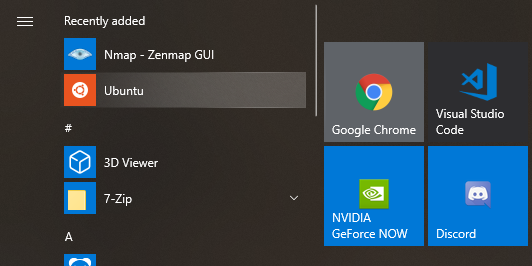 Recently added
Nmap - Zenmap GUI
Ubuntu
#
3D Viewer
7-Zip
A
Google Chrome
Visual Studio
Code
NVIDIA
GeForce NOW
Discord